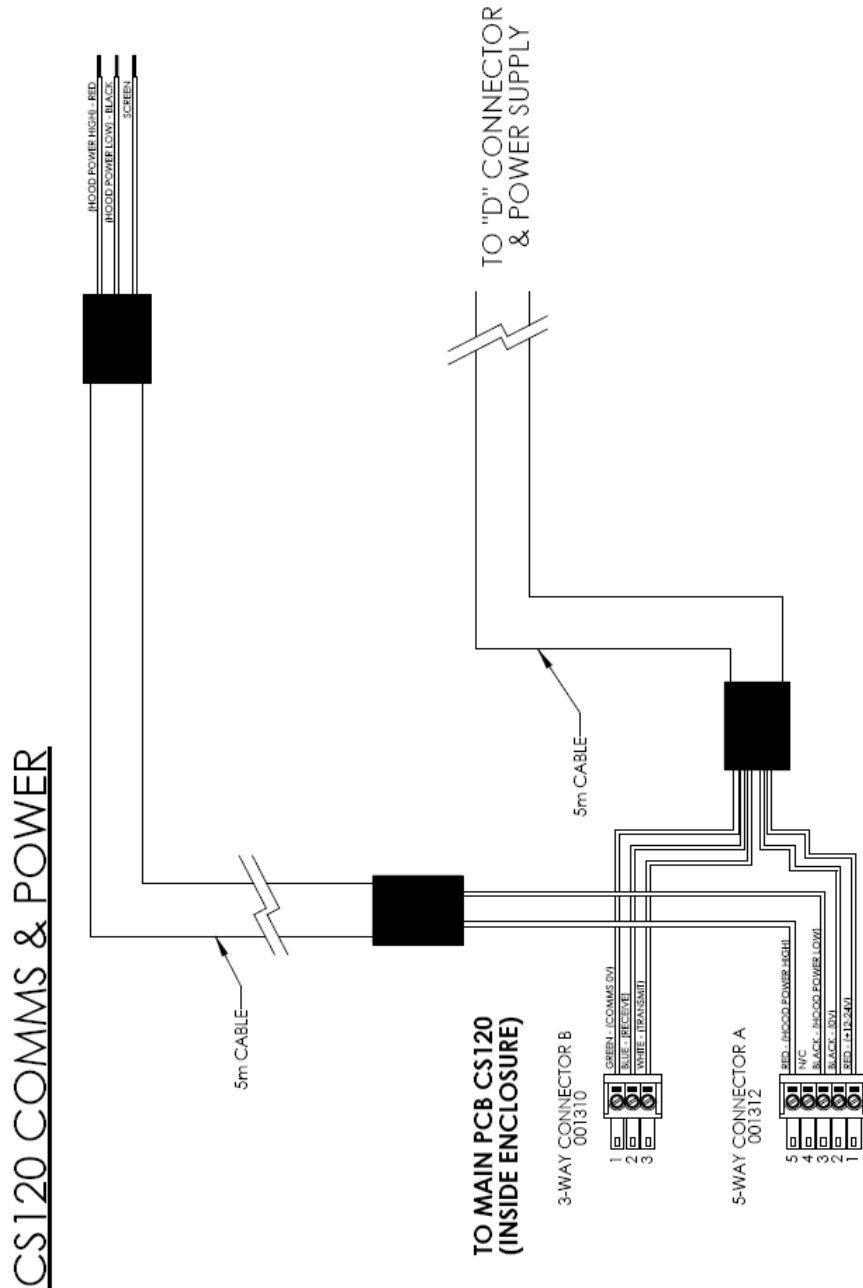 CS120 COMMS & POWER
(HOOD POWER HIGH) - RED
(HOOD POWER LOW) - BLACK
SCREEN
5m CABLE
TO "D" CONNECTOR
& POWER SUPPLY
5m CABLE
TO MAIN PCB CS120
(INSIDE ENCLOSURE)
3-WAY CONNECTOR B
001310
1
2
3
GREEN - (COMMS 0V)
BLUE - (RECEIVE)
WHITE - (TRANSMIT)
5-WAY CONNECTOR A
001312
5
4
3
2
1
RED - (HOOD POWER HIGH)
N/C
BLACK - (HOOD POWER LOW)
BLACK - (0V)
RED - (+12-24V)